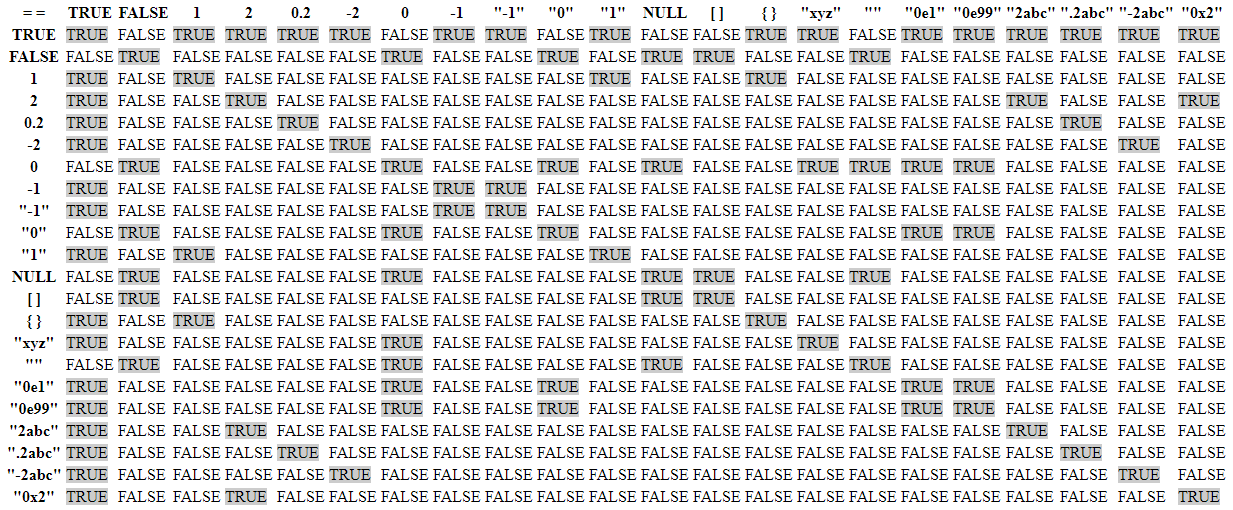 == TRUE FALSE 1 2 0.2 -2 0 -1 "-1" "0" "1" NULL [] {} "xyz" "" "0e1" "0e99" "2abc" ".2abc" "-2abc" "0x2"
TRUE TRUE FALSE TRUE TRUE TRUE TRUE FALSE TRUE TRUE FALSE TRUE FALSE FALSE TRUE TRUE FALSE TRUE TRUE TRUE TRUE TRUE TRUE
FALSE FALSE TRUE FALSE FALSE FALSE FALSE TRUE FALSE FALSE TRUE FALSE TRUE TRUE FALSE FALSE TRUE FALSE FALSE FALSE FALSE FALSE FALSE
1 TRUE FALSE TRUE FALSE FALSE FALSE FALSE FALSE FALSE FALSE TRUE FALSE FALSE TRUE FALSE FALSE FALSE FALSE FALSE FALSE FALSE FALSE
2 TRUE FALSE FALSE TRUE FALSE FALSE FALSE FALSE FALSE FALSE FALSE FALSE FALSE FALSE FALSE FALSE FALSE FALSE TRUE FALSE FALSE TRUE
0.2 TRUE FALSE FALSE FALSE TRUE FALSE FALSE FALSE FALSE FALSE FALSE FALSE FALSE FALSE FALSE FALSE FALSE FALSE FALSE TRUE FALSE FALSE
-2 TRUE FALSE FALSE FALSE FALSE TRUE FALSE FALSE FALSE FALSE FALSE FALSE FALSE FALSE FALSE FALSE FALSE FALSE FALSE FALSE TRUE FALSE
0 FALSE TRUE FALSE FALSE FALSE FALSE TRUE FALSE FALSE TRUE FALSE TRUE FALSE FALSE TRUE TRUE TRUE TRUE FALSE FALSE FALSE FALSE
-1 TRUE FALSE FALSE FALSE FALSE FALSE FALSE TRUE TRUE FALSE FALSE FALSE FALSE FALSE FALSE FALSE FALSE FALSE FALSE FALSE FALSE FALSE
"-1" TRUE FALSE FALSE FALSE FALSE FALSE FALSE TRUE TRUE FALSE FALSE FALSE FALSE FALSE FALSE FALSE FALSE FALSE FALSE FALSE FALSE FALSE
"0" FALSE TRUE FALSE FALSE FALSE FALSE TRUE FALSE FALSE TRUE FALSE FALSE FALSE FALSE FALSE FALSE TRUE TRUE FALSE FALSE FALSE FALSE
"1" TRUE FALSE TRUE FALSE FALSE FALSE FALSE FALSE FALSE FALSE TRUE FALSE FALSE FALSE FALSE FALSE FALSE FALSE FALSE FALSE FALSE FALSE
NULL FALSE TRUE FALSE FALSE FALSE FALSE TRUE FALSE FALSE FALSE FALSE TRUE TRUE FALSE FALSE TRUE FALSE FALSE FALSE FALSE FALSE FALSE
[] FALSE TRUE FALSE FALSE FALSE FALSE FALSE FALSE FALSE FALSE FALSE TRUE TRUE FALSE FALSE FALSE FALSE FALSE FALSE FALSE FALSE FALSE
{} TRUE FALSE TRUE FALSE FALSE FALSE FALSE FALSE FALSE FALSE FALSE FALSE FALSE TRUE FALSE FALSE FALSE FALSE FALSE FALSE FALSE FALSE
"xyz" TRUE FALSE FALSE FALSE FALSE FALSE TRUE FALSE FALSE FALSE FALSE FALSE FALSE FALSE TRUE FALSE FALSE FALSE FALSE FALSE FALSE FALSE
"" FALSE TRUE FALSE FALSE FALSE FALSE TRUE FALSE FALSE FALSE FALSE TRUE FALSE FALSE FALSE TRUE FALSE FALSE FALSE FALSE FALSE FALSE
"0e1" TRUE FALSE FALSE FALSE FALSE FALSE TRUE FALSE FALSE TRUE FALSE FALSE FALSE FALSE FALSE FALSE TRUE TRUE FALSE FALSE FALSE FALSE
"0e99" TRUE FALSE FALSE FALSE FALSE FALSE TRUE FALSE FALSE TRUE FALSE FALSE FALSE FALSE FALSE FALSE TRUE TRUE FALSE FALSE FALSE FALSE
"2abc" TRUE FALSE FALSE TRUE FALSE FALSE FALSE FALSE FALSE FALSE FALSE FALSE FALSE FALSE FALSE FALSE FALSE FALSE TRUE FALSE FALSE FALSE
".2abc" TRUE FALSE FALSE FALSE TRUE FALSE FALSE FALSE FALSE FALSE FALSE FALSE FALSE FALSE FALSE FALSE FALSE FALSE FALSE TRUE FALSE FALSE
"-2abc" TRUE FALSE FALSE FALSE FALSE TRUE FALSE FALSE FALSE FALSE FALSE FALSE FALSE FALSE FALSE FALSE FALSE FALSE FALSE FALSE TRUE FALSE
"0x2" TRUE FALSE FALSE TRUE FALSE FALSE FALSE FALSE FALSE FALSE FALSE FALSE FALSE FALSE FALSE FALSE FALSE FALSE FALSE FALSE FALSE TRUE